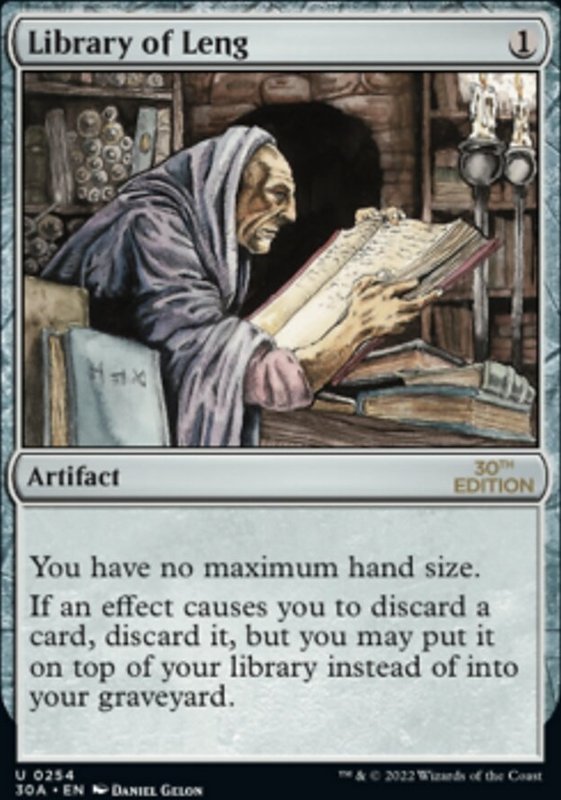 Library of Leng 1
Artifact
30TH
EDITION
You have no maximum hand size.
If an effect causes you to discard a
card, discard it, but you may put it
on top of your library instead of into
your graveyard.
U 0254
30A • EN DANIEL GELON
™ & © 2022 Wizards of the Coast